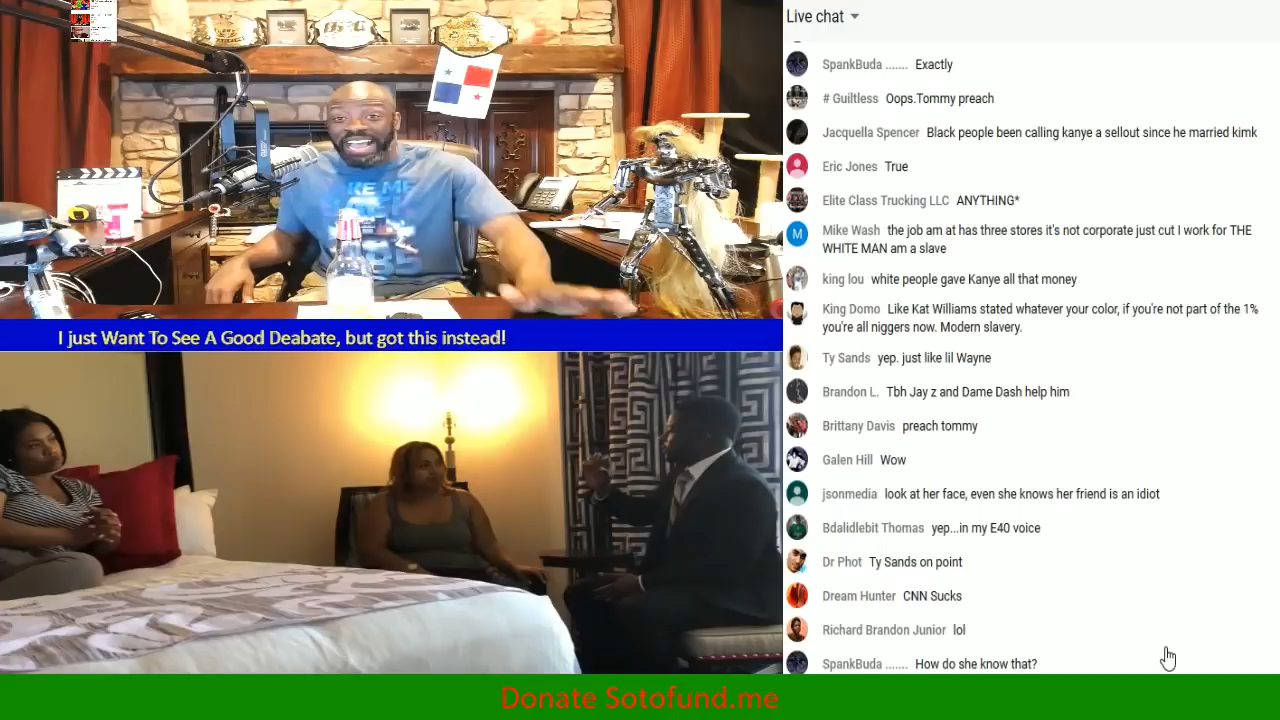 Live chat
SpankBuda ....... Exactly
# Guiltless Oops.Tommy preach
Jacquella Spencer Black people been calling kanye a sellout since he married kimk
Eric Jones True
Elite Class Trucking LLC ANYTHING*
Mike Wash the job am at has three stores it's not corporate just cut I work for THE
WHITE MAN am a slave
king lou white people gave Kanye all that money
King Domo Like Kat Williams stated whatever your color, if you're not part of the 1%
you're all niggers now. Modern slavery.
Ty Sands yep. just like lil Wayne
Brandon L. Tbh Jay z and Dame Dash help him
Brittany Davis preach tommy
Galen Hill Wow
jsonmedia look at her face, even she knows her friend is an idiot
Bdalidlebit Thomas yep...in my E40 voice
Dr Phot Ty Sands on point
Dream Hunter CNN Sucks
Richard Brandon Junior lol
SpankBuda ....... How do she know that?
M
I just Want To See A Good Deabate, but got this instead!
Donate Sotofund.me